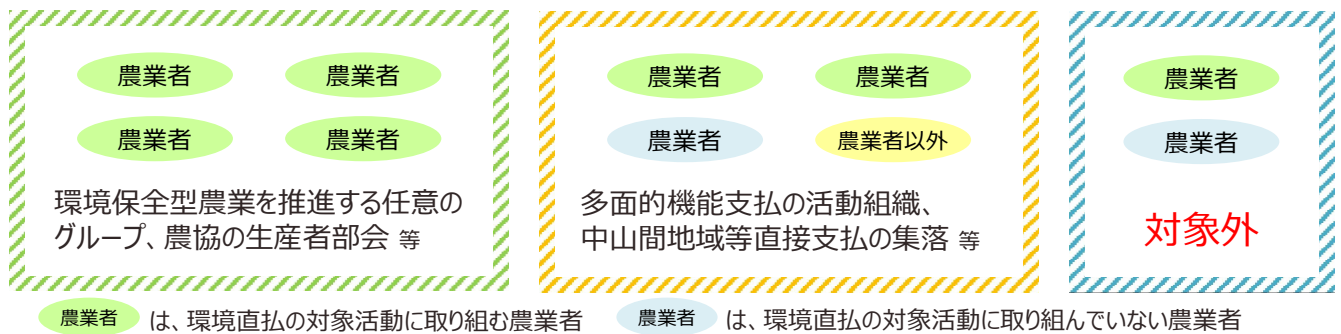 農業者 農業者
農業者 農業者
環境保全型農業を推進する任意の
グループ、農協の生産者部会 等
農業者 農業者
農業者 農業者以外
多面的機能支払の活動組織、
中山間地域等直接支払の集落 等
農業者
農業者
対象外
農業者 は、環境直払の対象活動に取り組む農業者
農業者 は、環境直払の対象活動に取り組んでいない農業者